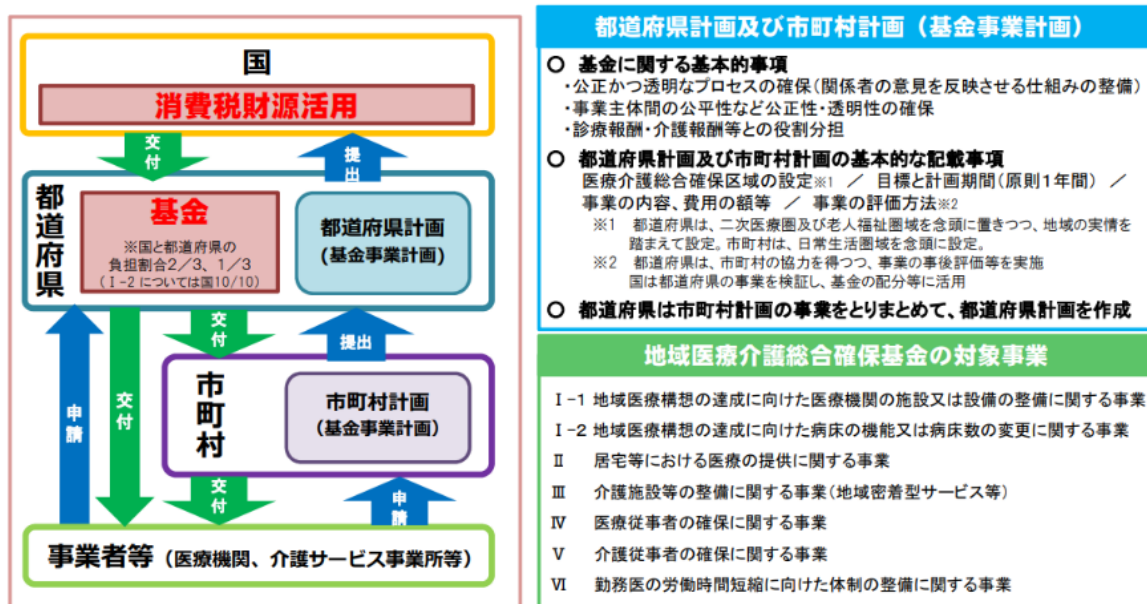 国
消費税財源活用
交付
提出
都道府県
基金
※国と都道府県の
負担割合2/3、1/3
(Ⅰ-2については国10/10)
都道府県計画
(基金事業計画)
申請
交付
交付
提出
市町村
市町村計画
(基金事業計画)
交付
申請
事業者等(医療機関、介護サービス事業所等)
都道府県計画及び市町村計画(基金事業計画)
○ 基金に関する基本的事項
・公正かつ透明なプロセスの確保(関係者の意見を反映させる仕組みの整備)
・事業主体間の公平性など公正性・透明性の確保
・診療報酬・介護報酬等との役割分担
○ 都道府県計画及び市町村計画の基本的な記載事項
医療介護総合確保区域の設定※1 / 目標と計画期間(原則1年間) /
事業の内容、費用の額等 / 事業の評価方法※2
※1 都道府県は、二次医療圏及び老人福祉圏域を念頭に置きつつ、地域の実情を
踏まえて設定。市町村は、日常生活圏域を念頭に設定。
※2 都道府県は、市町村の協力を得つつ、事業の事後評価等を実施
国は都道府県の事業を検証し、基金の配分等に活用
○ 都道府県は市町村計画の事業をとりまとめて、都道府県計画を作成
地域医療介護総合確保基金の対象事業
Ⅰ-1 地域医療構想の達成に向けた医療機関の施設又は設備の整備に関する事業
Ⅰ-2 地域医療構想の達成に向けた病床の機能又は病床数の変更に関する事業
Ⅱ 居宅等における医療の提供に関する事業
Ⅲ 介護施設等の整備に関する事業(地域密着型サービス等)
Ⅳ 医療従事者の確保に関する事業
Ⅴ 介護従事者の確保に関する事業
Ⅵ 勤務医の労働時間短縮に向けた体制の整備に関する事業